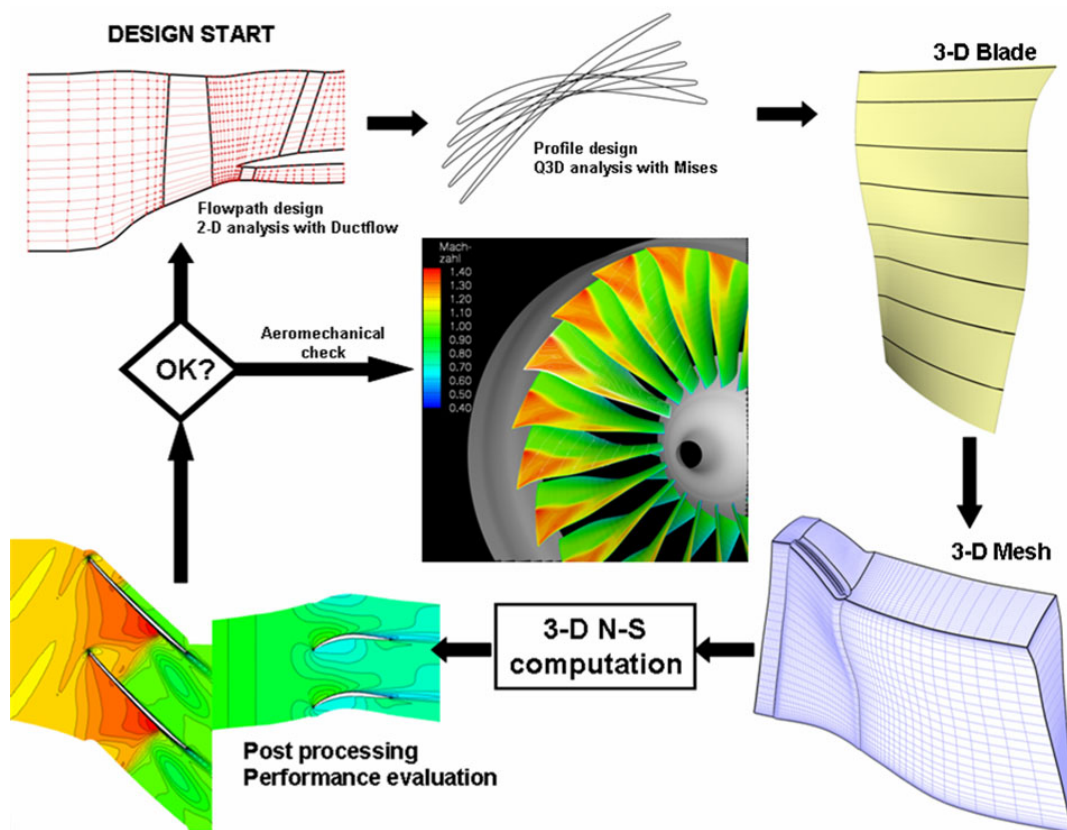 DESIGN START
Flowpath design
2-D analysis with Ductflow
Profile design
Q3D analysis with Mises
3-D Blade
Mach-
zahl
1.40
1.30
1.20
1.10
1.00
0.90
0.80
0.70
0.60
0.50
0.40
Aeromechanical
check
OK?
3-D Mesh
3-D N-S
computation
Post processing
Performance evaluation